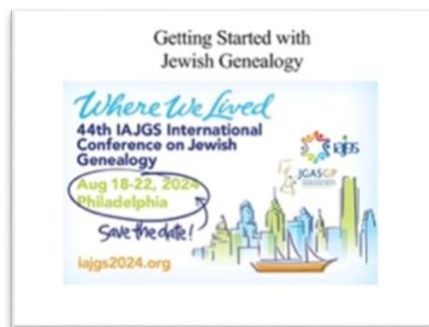 Getting Started with
Jewish Genealogy
Where We Lived
44th IAJGS International
Conference on Jewish
Genealogy
iajgs
JGASGP
Aug 18-22, 2024
Philadelphia
Save the date!
iajgs2024.org